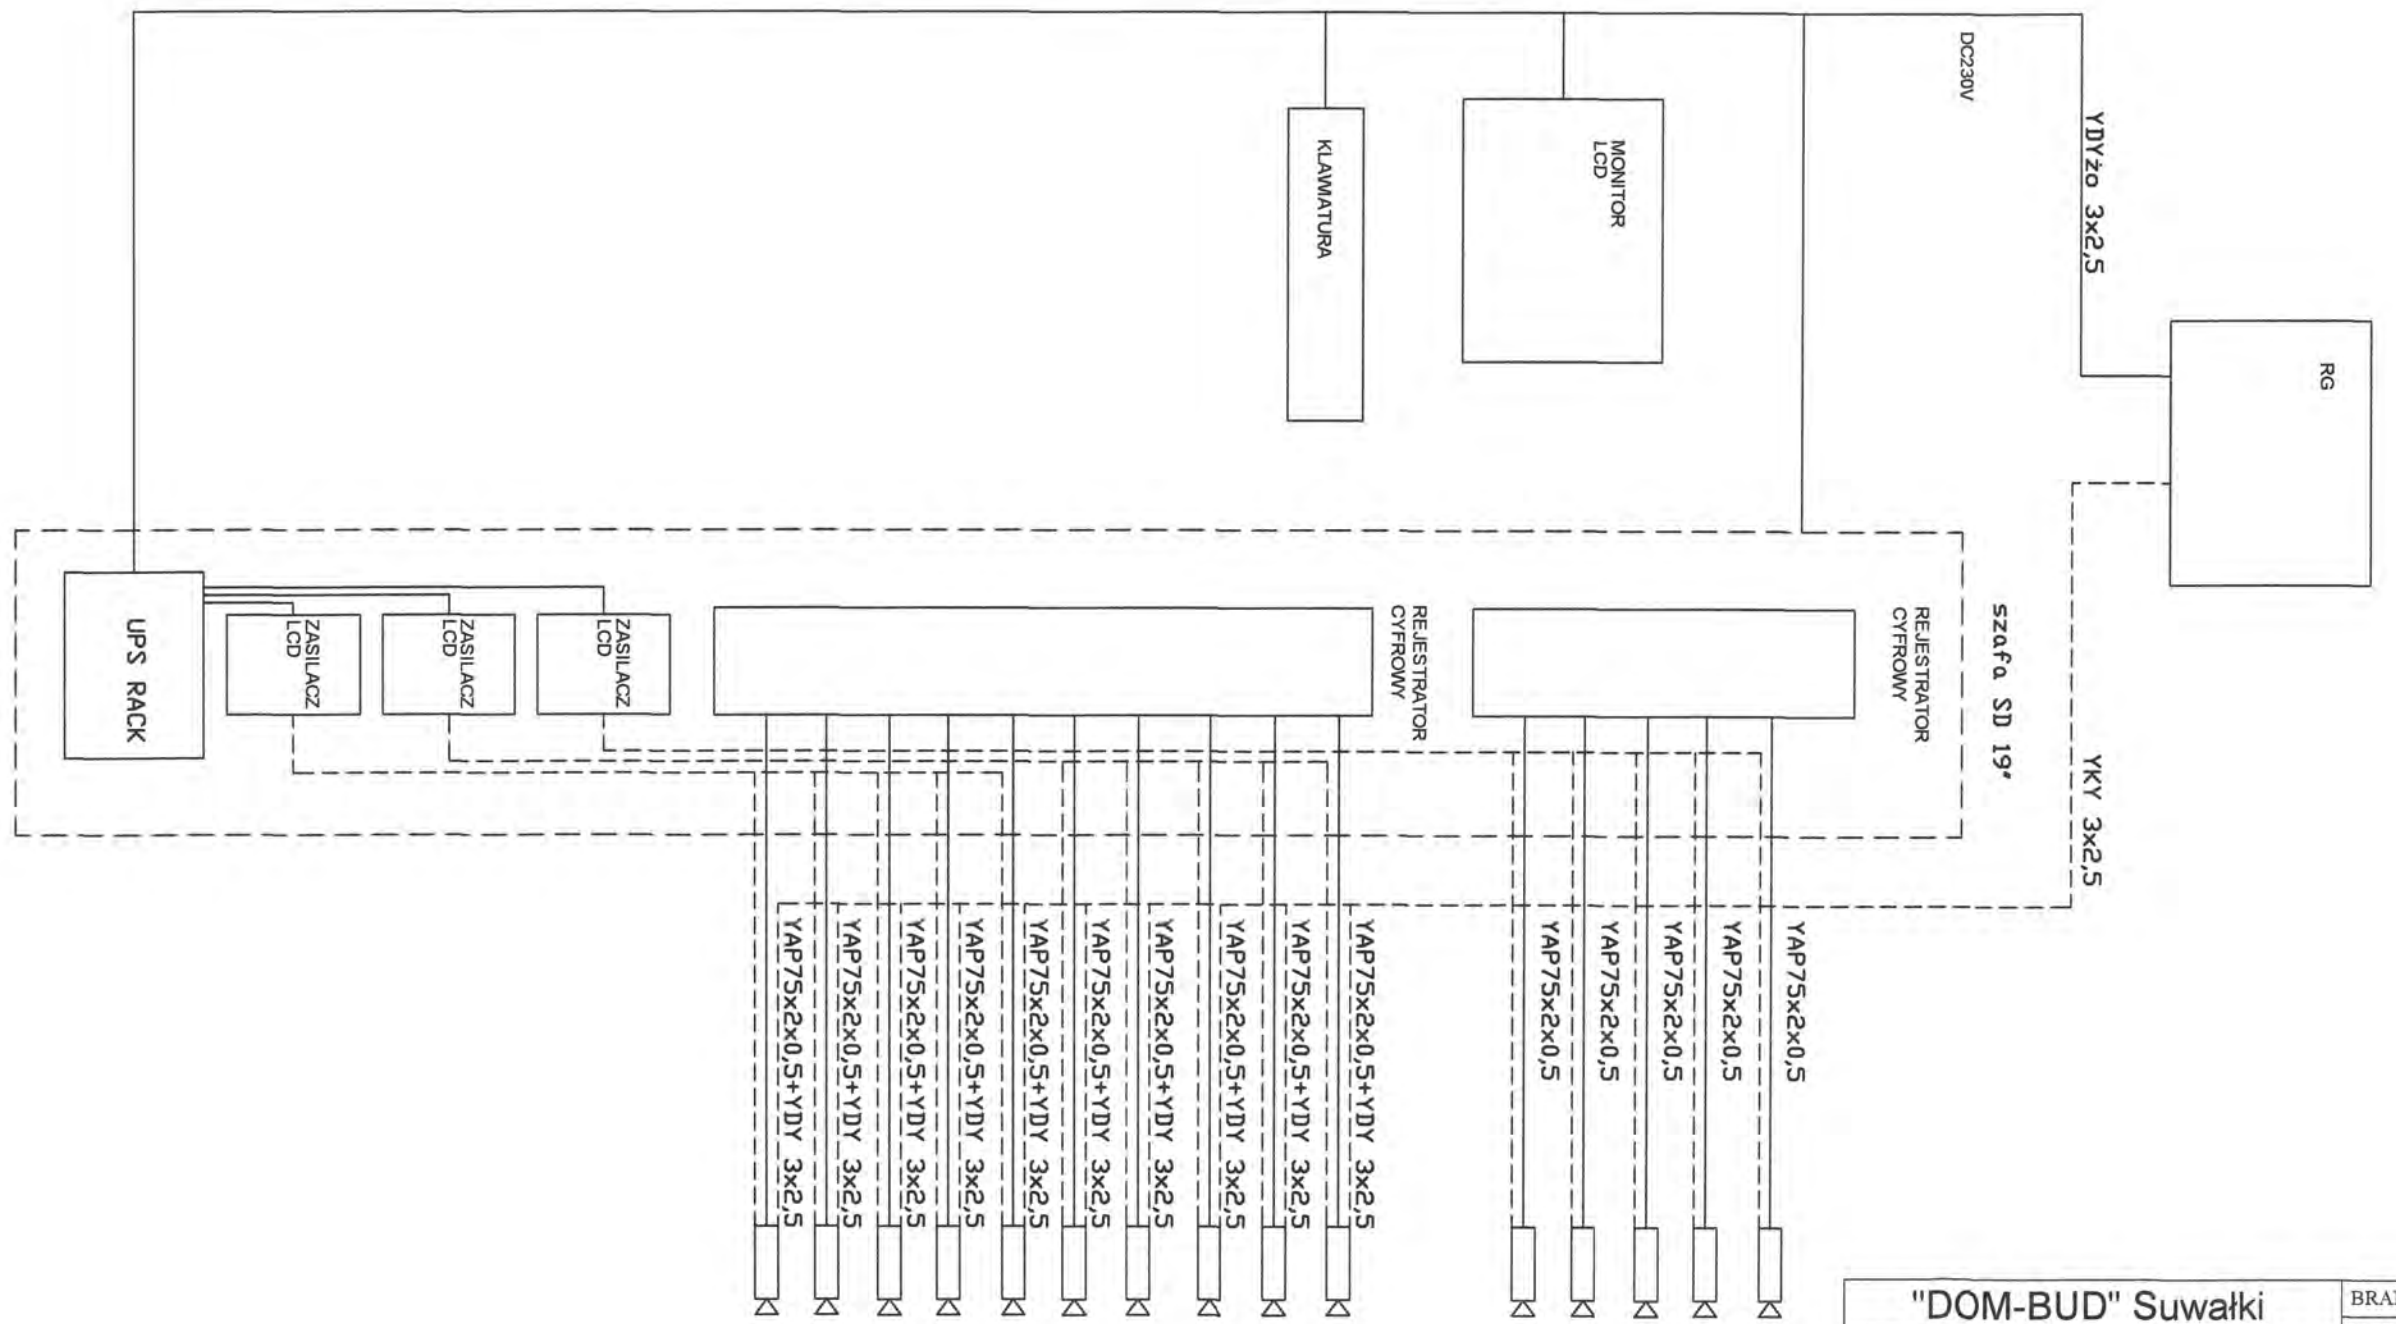 DC230V
YDYżo 3x2,5
RG
MONITOR
LCD
KLAWIATURA
szafa SD 19"
YKY 3x2,5
UPS RACK
ZASILACZ
LCD
ZASILACZ
LCD
ZASILACZ
LCD
REJESTRATOR
CYFROWY
REJESTRATOR
CYFROWY
YAP75x2x0,5+YDY 3x2,5
YAP75x2x0,5+YDY 3x2,5
YAP75x2x0,5+YDY 3x2,5
YAP75x2x0,5+YDY 3x2,5
YAP75x2x0,5+YDY 3x2,5
YAP75x2x0,5+YDY 3x2,5
YAP75x2x0,5+YDY 3x2,5
YAP75x2x0,5+YDY 3x2,5
YAP75x2x0,5+YDY 3x2,5
YAP75x2x0,5+YDY 3x2,5
YAP75x2x0,5
YAP75x2x0,5
YAP75x2x0,5
YAP75x2x0,5
YAP75x2x0,5
"DOM-BUD" Suwałki